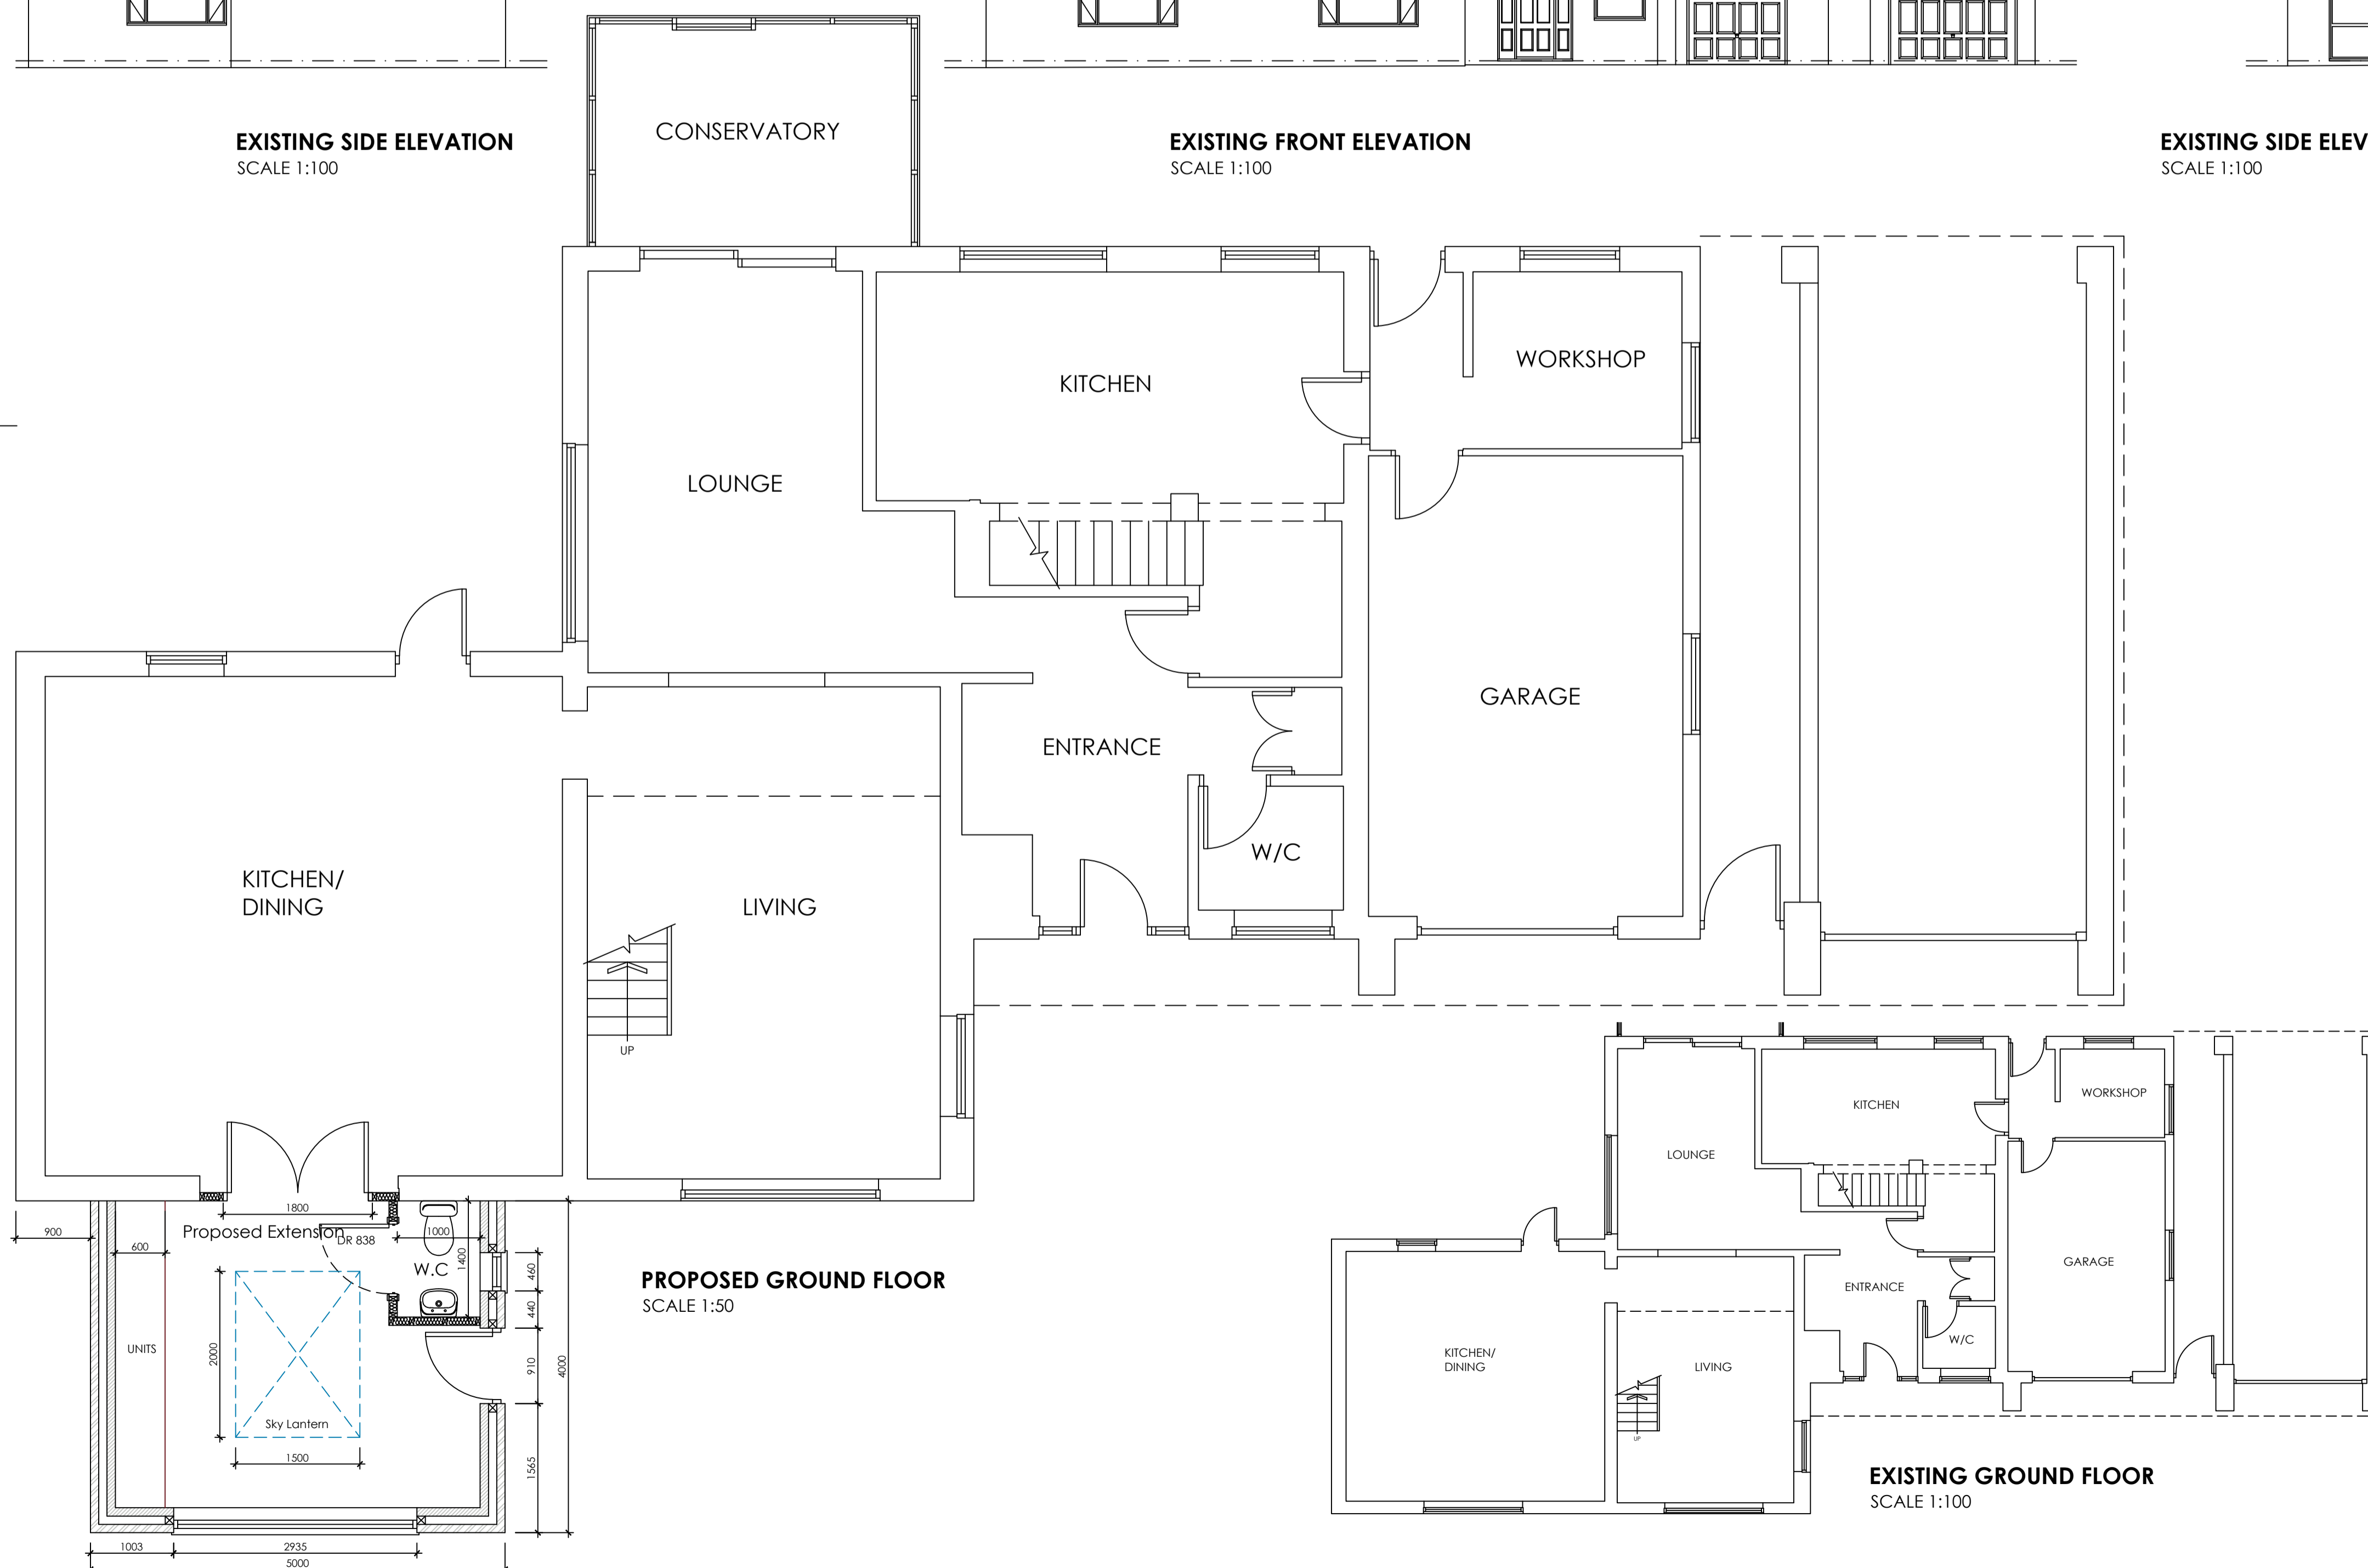 EXISTING SIDE ELEVATION
SCALE 1:100
CONSERVATORY
EXISTING FRONT ELEVATION
SCALE 1:100
EXISTING SIDE ELEV
SCALE 1:100
KITCHEN
WORKSHOP
LOUNGE
GARAGE
ENTRANCE
W/C
KITCHEN/
DINING
LIVING
UP
1800
Proposed Extension
DR 838
900
600
1000
1400
W.C
460
440
910
4000
1565
2000
UNITS
Sky Lantern
1500
1003
2935
5000
PROPOSED GROUND FLOOR
SCALE 1:50
KITCHEN
WORKSHOP
LOUNGE
GARAGE
ENTRANCE
W/C
KITCHEN/
DINING
LIVING
UP
EXISTING GROUND FLOOR
SCALE 1:100